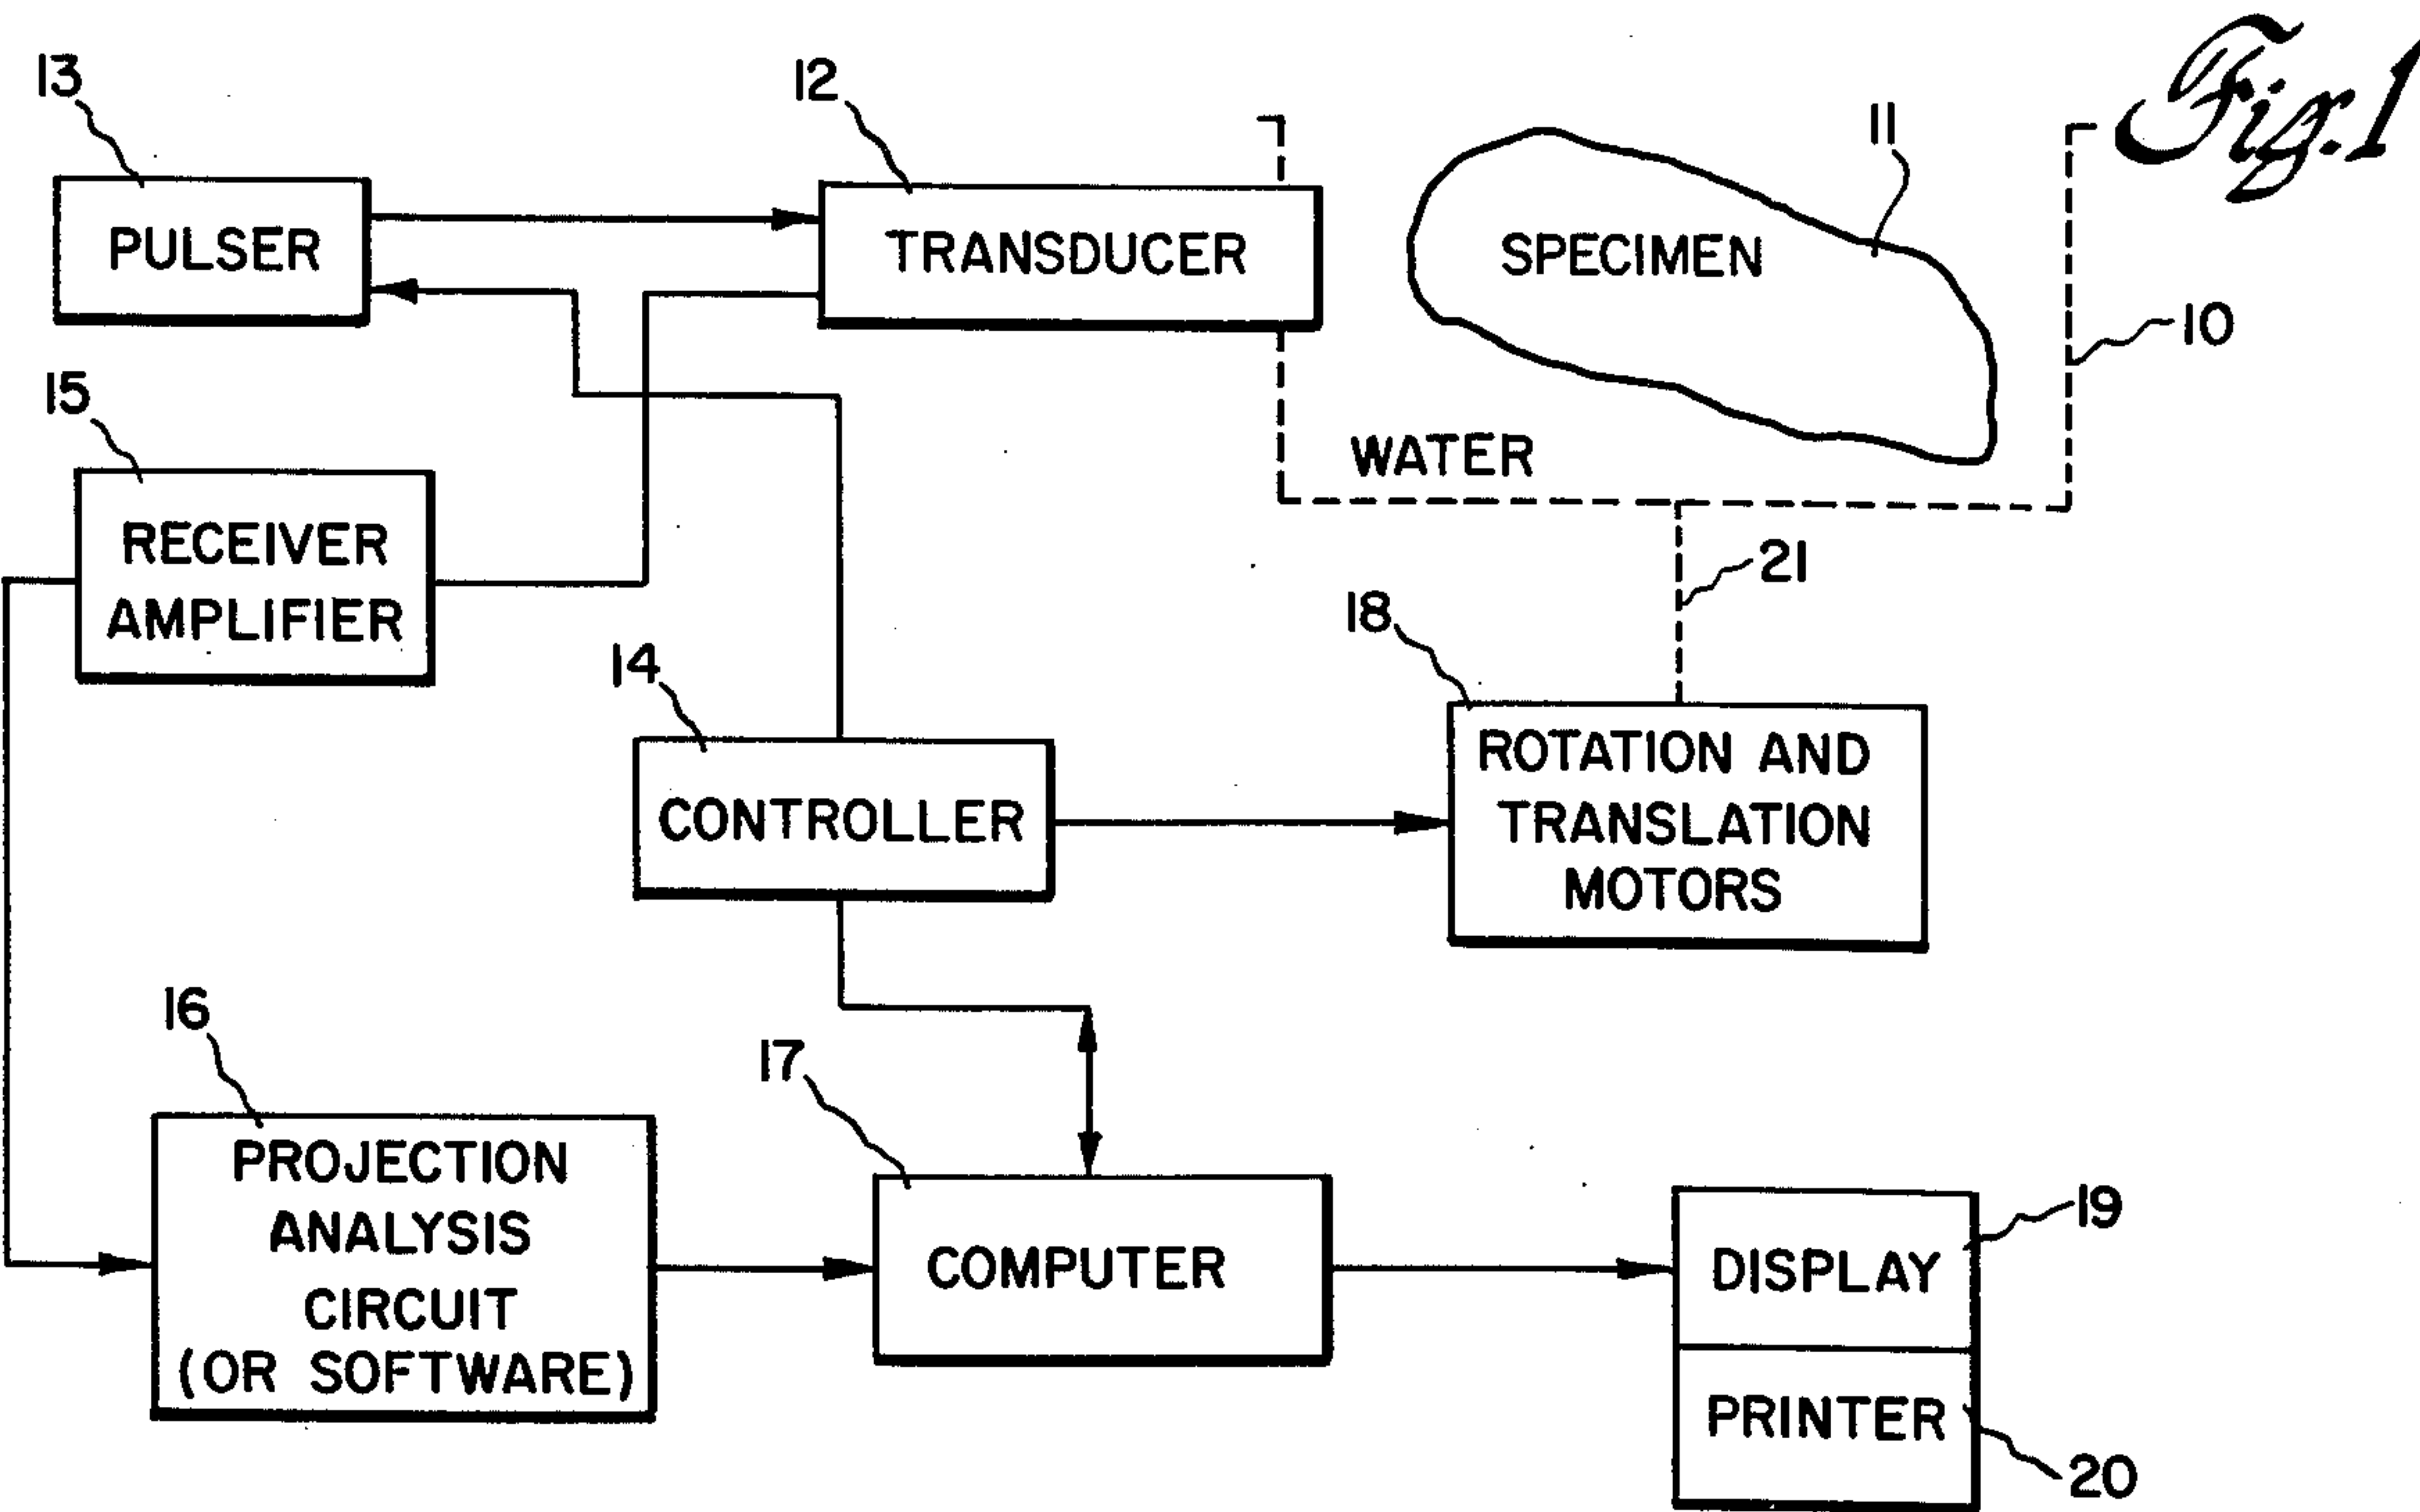 Fig. 1
13
12
11
PULSER
TRANSDUCER
SPECIMEN
10
15
WATER
RECEIVER
AMPLIFIER
21
18
14
ROTATION AND
TRANSLATION
MOTORS
CONTROLLER
16
17
PROJECTION
ANALYSIS
CIRCUIT
(OR SOFTWARE)
COMPUTER
19
DISPLAY
PRINTER
20